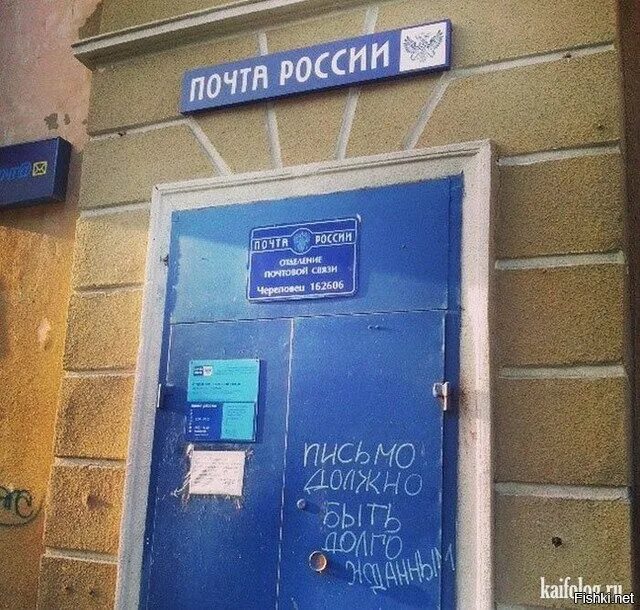 ПОЧТА РОССИИ
ПОЧТА РОССИИ
ОТДЕЛЕНИЕ
ПОЧТОВОЙ СВЯЗИ
Череповец 162606
ПИСЬМО
ДОЛЖНО
БЫТЬ
ДОЛГО
ЖДАННЫМ
kaifolog.ru
Fishki.net